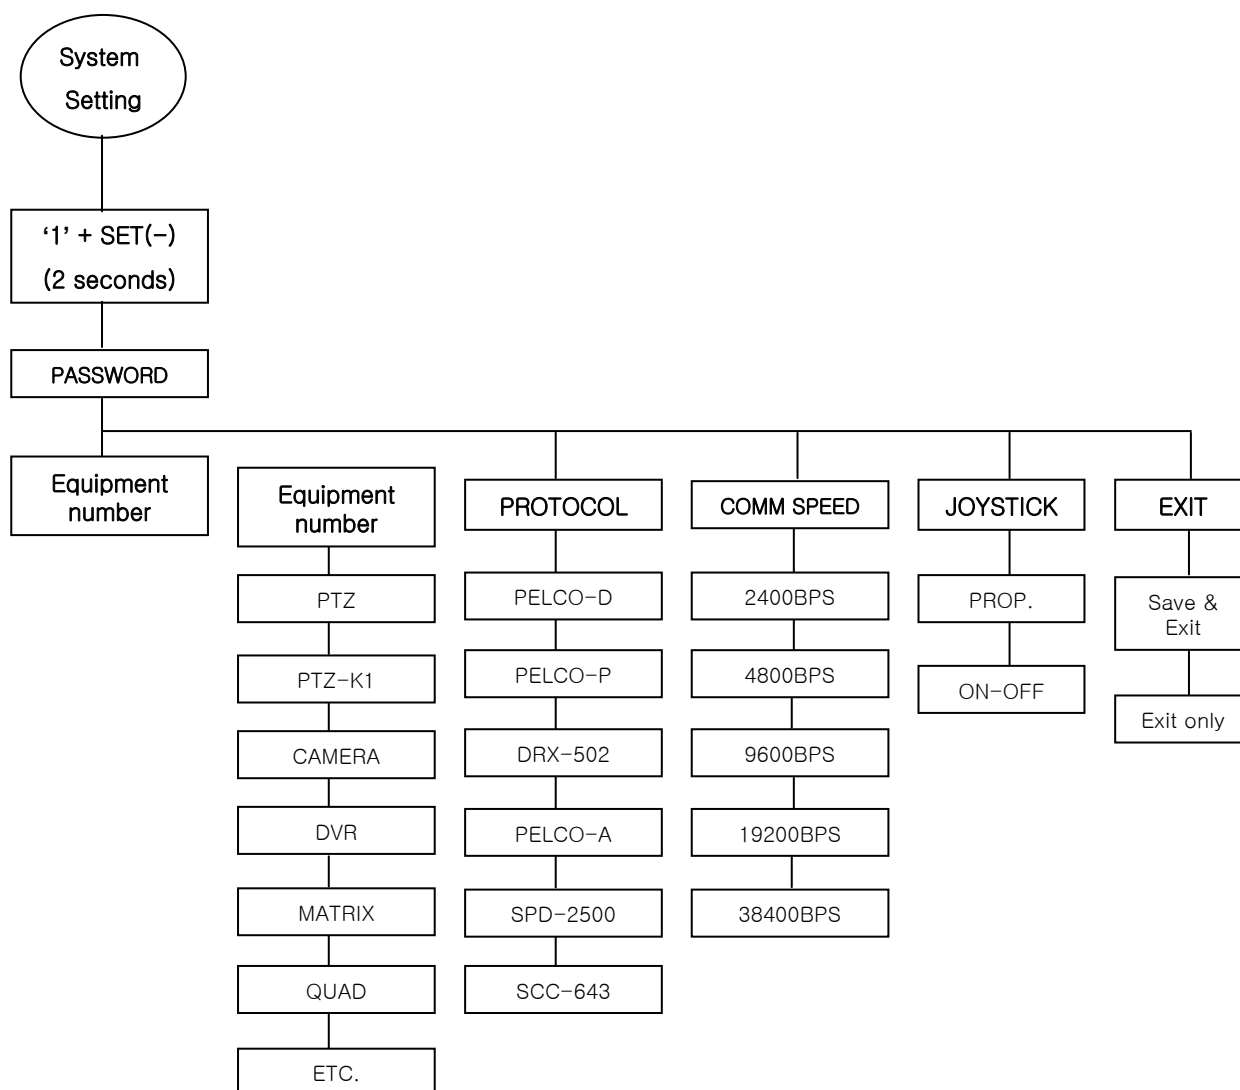 System
Setting
‘1’ + SET(-)
(2 seconds)
PASSWORD
Equipment
number
Equipment
number
PTZ
PTZ-K1
CAMERA
DVR
MATRIX
QUAD
ETC.
PROTOCOL
PELCO-D
PELCO-P
DRX-502
PELCO-A
SPD-2500
SCC-643
COMM SPEED
2400BPS
4800BPS
9600BPS
19200BPS
38400BPS
JOYSTICK
PROP.
ON-OFF
EXIT
Save &
Exit
Exit only